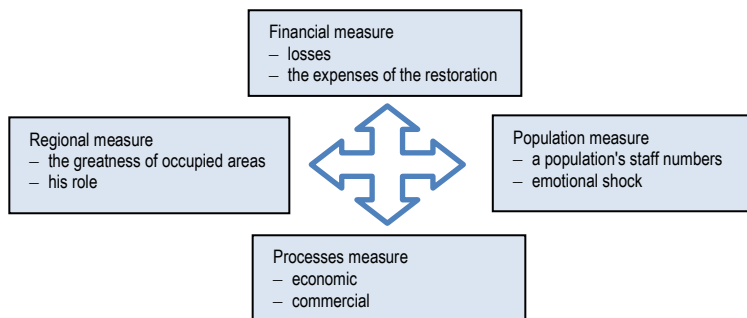 Financial measure
– losses
– the expenses of the restoration
Regional measure
– the greatness of occupied areas
– his role
Population measure
– a population's staff numbers
– emotional shock
Processes measure
– economic
– commercial